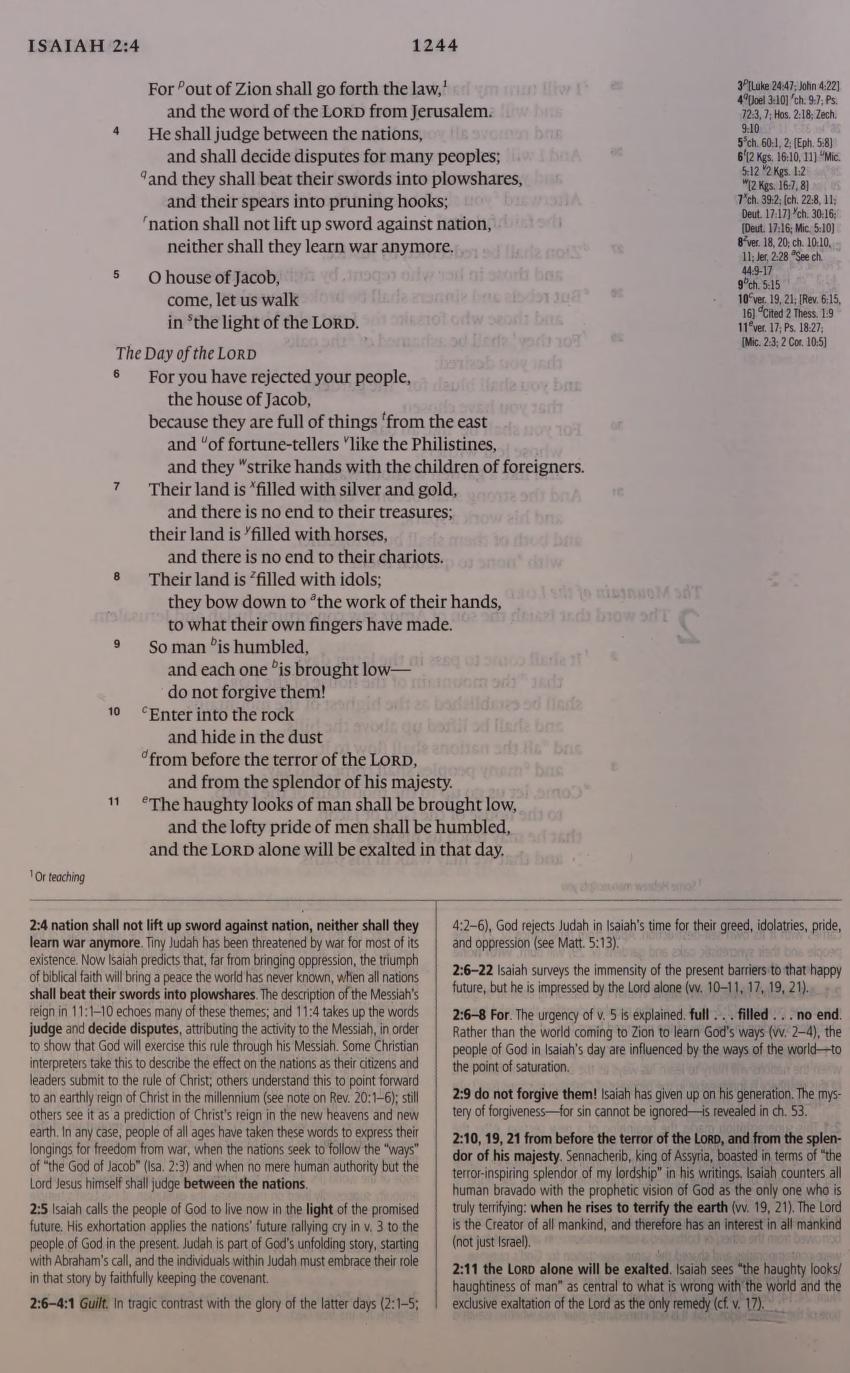 ISAIAH 2:4
1244
For pout of Zion shall go forth the law,1
and the word of the LORD from Jerusalem.
4 He shall judge between the nations,
and shall decide disputes for many peoples;
qand they shall beat their swords into plowshares,
and their spears into pruning hooks;
rnation shall not lift up sword against nation,
neither shall they learn war anymore.
5 O house of Jacob,
come, let us walk
in sthe light of the LORD.
The Day of the LORD
6 For you have rejected your people,
the house of Jacob,
because they are full of things tfrom the east
and uof fortune-tellers vlike the Philistines,
and they wstrike hands with the children of foreigners.
7 Their land is xfilled with silver and gold,
and there is no end to their treasures;
their land is yfilled with horses,
and there is no end to their chariots.
8 Their land is zfilled with idols;
they bow down to athe work of their hands,
to what their own fingers have made.
9 So man bis humbled,
and each one bis brought low—
do not forgive them!
10 cEnter into the rock
and hide in the dust
dfrom before the terror of the LORD,
and from the splendor of his majesty.
11 eThe haughty looks of man shall be brought low,
and the lofty pride of men shall be humbled,
and the LORD alone will be exalted in that day.
3p[Luke 24:47; John 4:22]
4q[Joel 3:10] rch. 9:7; Ps.
72:3, 7; Hos. 2:18; Zech.
9:10
5sch. 60:1, 2; [Eph. 5:8]
6t[2 Kgs. 16:10, 11] uMic.
5:12 v2 Kgs. 1:2
w[2 Kgs. 16:7, 8]
7xch. 39:2; [ch. 22:8, 11;
Deut. 17:17] ych. 30:16;
[Deut. 17:16; Mic. 5:10]
8zver. 18, 20; ch. 10:10,
11; Jer. 2:28 aSee ch.
44:9-17
9bch. 5:15
10cver. 19, 21; [Rev. 6:15,
16] dCited 2 Thess. 1:9
11ever. 17; Ps. 18:27;
[Mic. 2:3; 2 Cor. 10:5]
1 Or teaching
2:4 nation shall not lift up sword against nation, neither shall they
learn war anymore. Tiny Judah has been threatened by war for most of its
existence. Now Isaiah predicts that, far from bringing oppression, the triumph
of biblical faith will bring a peace the world has never known, when all nations
shall beat their swords into plowshares. The description of the Messiah's
reign in 11:1–10 echoes many of these themes; and 11:4 takes up the words
judge and decide disputes, attributing the activity to the Messiah, in order
to show that God will exercise this rule through his Messiah. Some Christian
interpreters take this to describe the effect on the nations as their citizens and
leaders submit to the rule of Christ; others understand this to point forward
to an earthly reign of Christ in the millennium (see note on Rev. 20:1–6); still
others see it as a prediction of Christ's reign in the new heavens and new
earth. In any case, people of all ages have taken these words to express their
longings for freedom from war, when the nations seek to follow the "ways"
of "the God of Jacob" (Isa. 2:3) and when no mere human authority but the
Lord Jesus himself shall judge between the nations.
2:5 Isaiah calls the people of God to live now in the light of the promised
future. His exhortation applies the nations' future rallying cry in v. 3 to the
people of God in the present. Judah is part of God's unfolding story, starting
with Abraham's call, and the individuals within Judah must embrace their role
in that story by faithfully keeping the covenant.
2:6–4:1 Guilt. In tragic contrast with the glory of the latter days (2:1–5;
4:2–6), God rejects Judah in Isaiah's time for their greed, idolatries, pride,
and oppression (see Matt. 5:13).
2:6–22 Isaiah surveys the immensity of the present barriers to that happy
future, but he is impressed by the Lord alone (vv. 10–11, 17, 19, 21).
2:6–8 For. The urgency of v. 5 is explained. full . . . filled . . . no end.
Rather than the world coming to Zion to learn God's ways (vv. 2–4), the
people of God in Isaiah's day are influenced by the ways of the world—to
the point of saturation.
2:9 do not forgive them! Isaiah has given up on his generation. The mys-
tery of forgiveness—for sin cannot be ignored—is revealed in ch. 53.
2:10, 19, 21 from before the terror of the LORD, and from the splen-
dor of his majesty. Sennacherib, king of Assyria, boasted in terms of "the
terror-inspiring splendor of my lordship" in his writings. Isaiah counters all
human bravado with the prophetic vision of God as the only one who is
truly terrifying: when he rises to terrify the earth (vv. 19, 21). The Lord
is the Creator of all mankind, and therefore has an interest in all mankind
(not just Israel).
2:11 the LORD alone will be exalted. Isaiah sees "the haughty looks/
haughtiness of man" as central to what is wrong with the world and the
exclusive exaltation of the Lord as the only remedy (cf. v. 17).